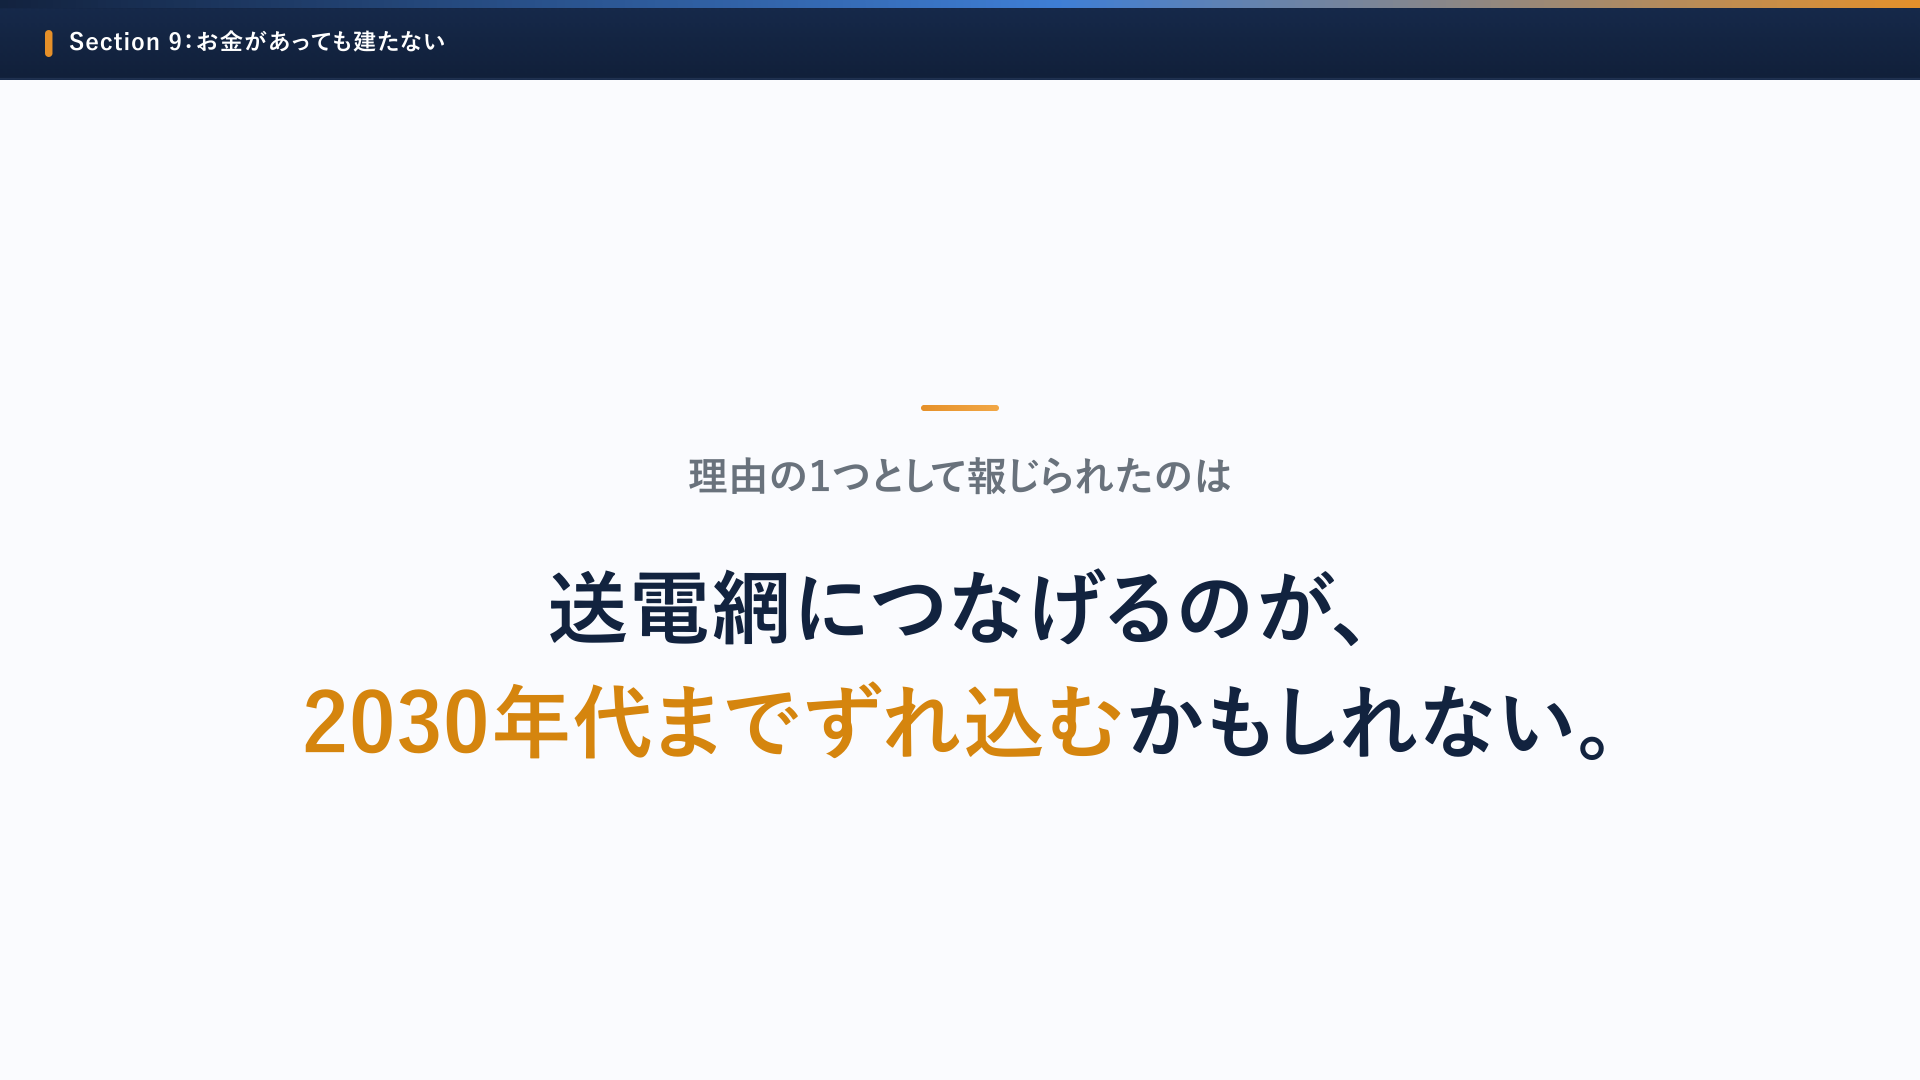 Section 9：お金があっても建たない
理由の1つとして報じられたのは
送電網につなげるのが、
2030年代までずれ込むかもしれない。